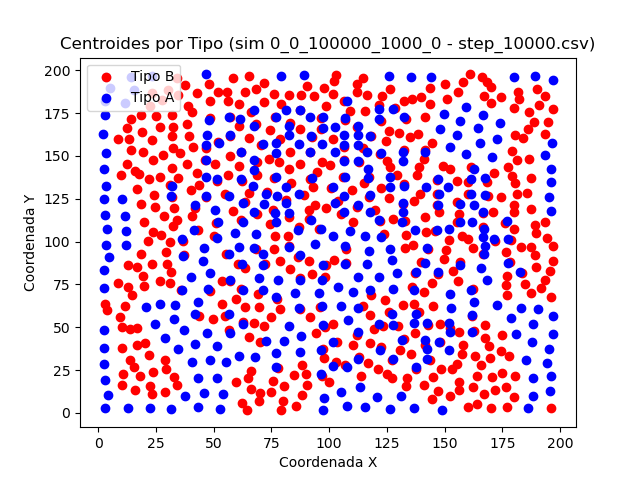 Centroides por Tipo (sim 0_0_100000_1000_0 - step_10000.csv)
Tipo B
Tipo A
200
175
150
125
100
75
50
25
0
Coordenada Y
0 25 50 75 100 125 150 175 200
Coordenada X